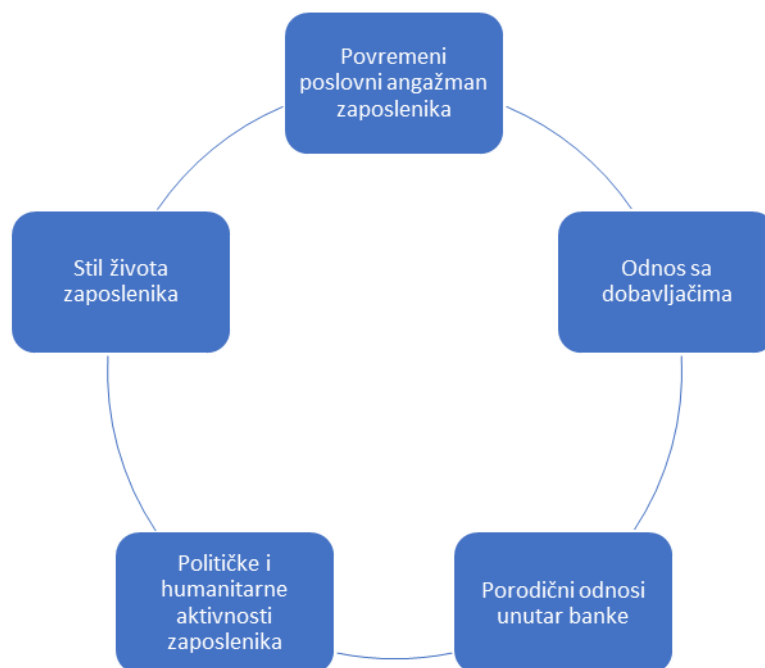 Povremeni
poslovni angažman
zaposlenika
Stil života
zaposlenika
Odnos sa
dobavljačima
Političke i
humanitarne
aktivnosti
zaposlenika
Porodični odnosi
unutar banke